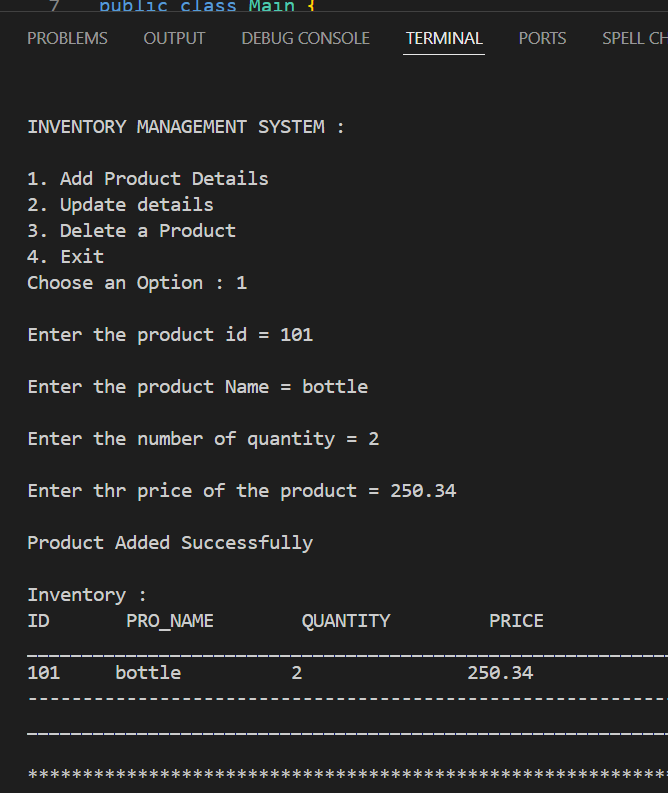 7 public class Main {
PROBLEMS OUTPUT DEBUG CONSOLE TERMINAL PORTS SPELL CH
INVENTORY MANAGEMENT SYSTEM :
1. Add Product Details
2. Update details
3. Delete a Product
4. Exit
Choose an Option : 1
Enter the product id = 101
Enter the product Name = bottle
Enter the number of quantity = 2
Enter thr price of the product = 250.34
Product Added Successfully
Inventory :
ID PRO_NAME QUANTITY PRICE
__________________________________________________________
101 bottle 2 250.34
----------------------------------------------------------
__________________________________________________________
**********************************************************